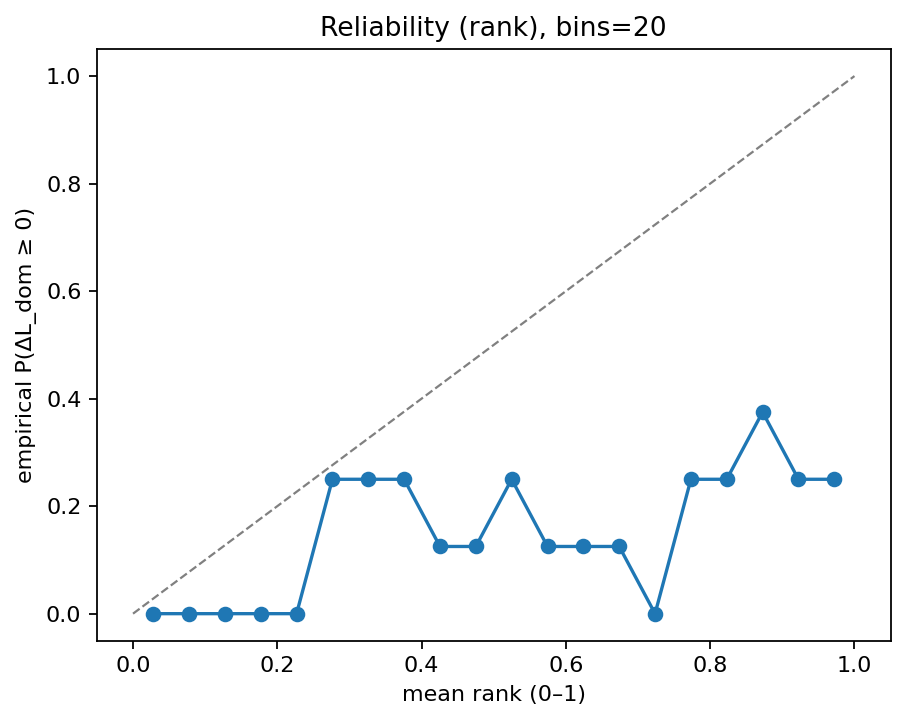 Reliability (rank), bins=20
empirical P(ΔL_dom ≥ 0)
1.0
0.8
0.6
0.4
0.2
0.0
0.0 0.2 0.4 0.6 0.8 1.0
mean rank (0–1)